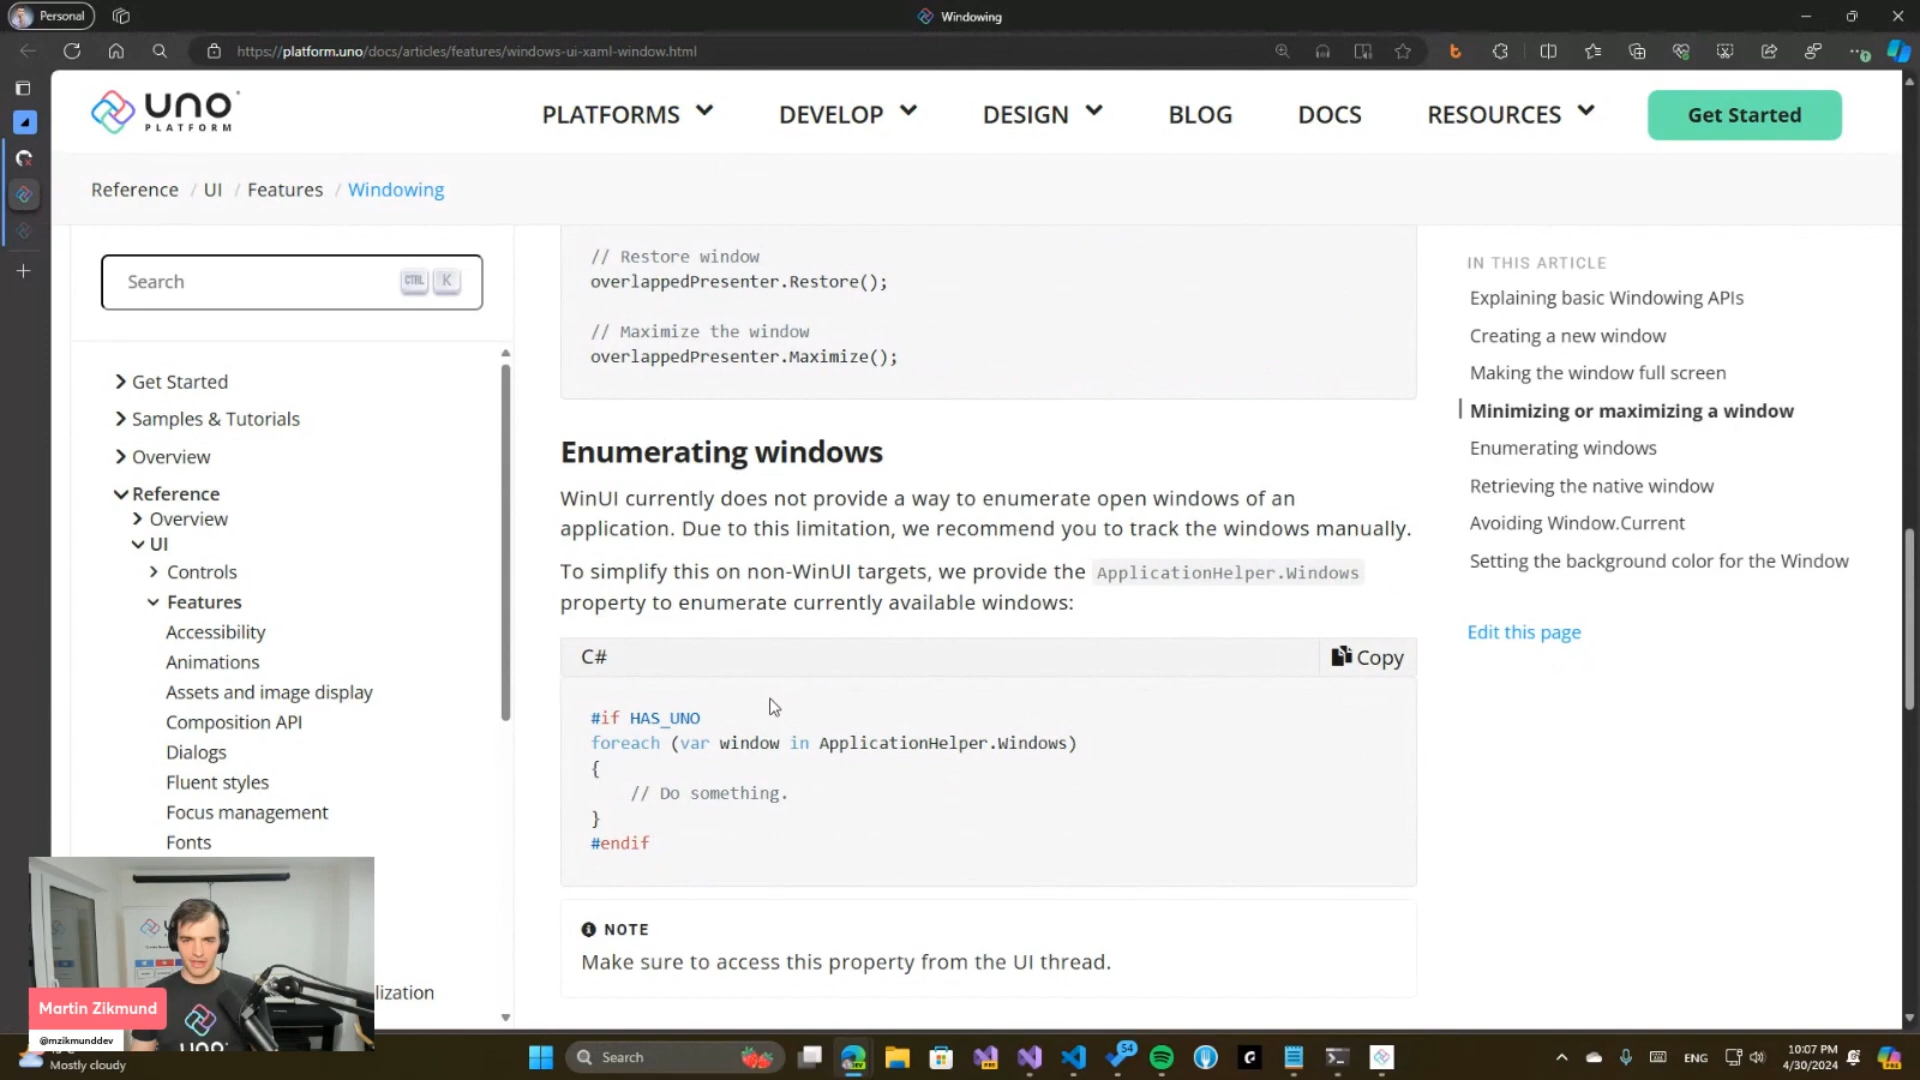 Personal
Windowing
https://platform.uno/docs/articles/features/windows-ui-xaml-window.html
UNO
PLATFORM
PLATFORMS
DEVELOP
DESIGN
BLOG
DOCS
RESOURCES
Get Started
Reference / UI / Features / Windowing
Search
CTRL K
Get Started
Samples & Tutorials
Overview
Reference
Overview
UI
Controls
Features
Accessibility
Animations
Assets and image display
Composition API
Dialogs
Fluent styles
Focus management
Fonts
lization
// Restore window
overlappedPresenter.Restore();
// Maximize the window
overlappedPresenter.Maximize();
Enumerating windows
WinUI currently does not provide a way to enumerate open windows of an
application. Due to this limitation, we recommend you to track the windows manually.
To simplify this on non-WinUI targets, we provide the ApplicationHelper.Windows
property to enumerate currently available windows:
C#
Copy
#if HAS_UNO
foreach (var window in ApplicationHelper.Windows)
{
// Do something.
}
#endif
NOTE
Make sure to access this property from the UI thread.
IN THIS ARTICLE
Explaining basic Windowing APIs
Creating a new window
Making the window full screen
Minimizing or maximizing a window
Enumerating windows
Retrieving the native window
Avoiding Window.Current
Setting the background color for the Window
Edit this page
Martin Zikmund
@mzikmunddev
Mostly cloudy
Search
54
ENG
10:07 PM
4/30/2024